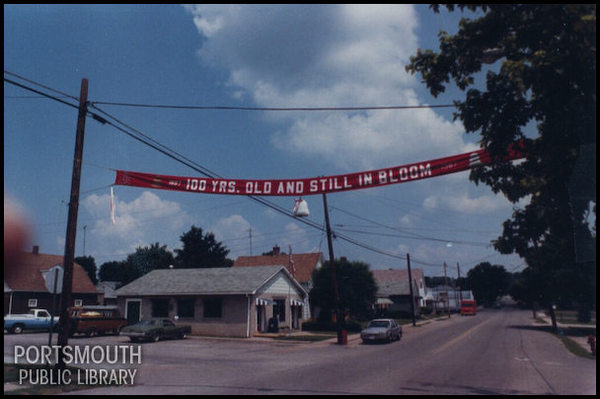 100 YRS. OLD AND STILL IN BLOOM
PORTSMOUTH
PUBLIC LIBRARY